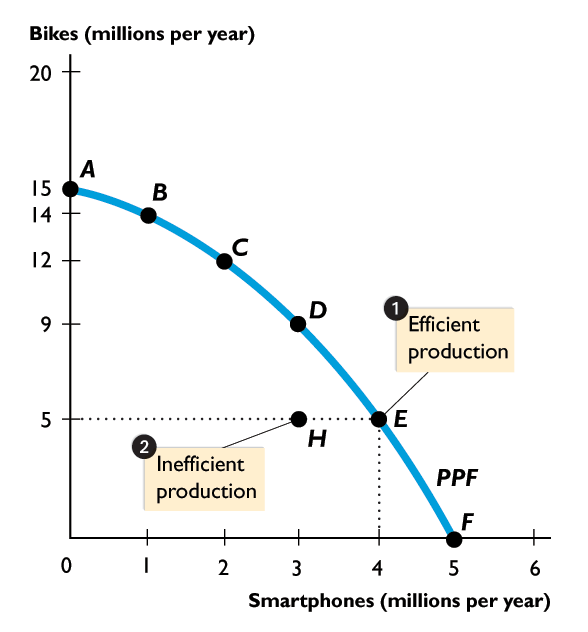 Bikes (millions per year)
20
A
15
B
14
C
12
D
9
1
Efficient
production
5
E
H
2
Inefficient
production
PPF
F
0 1 2 3 4 5 6
Smartphones (millions per year)